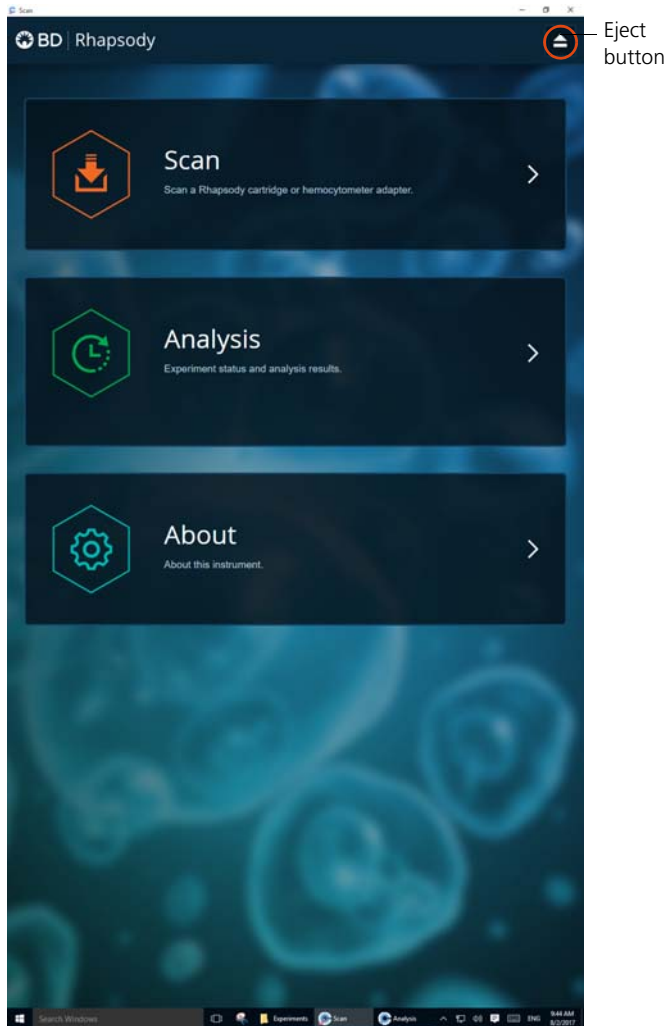 Scan
BD Rhapsody
Eject
button
Scan
Scan a Rhapsody cartridge or hemocytometer adapter.
Analysis
Experiment status and analysis results.
About
About this instrument.
Search Windows
Experiments
Scan
Analysis
ENG
9:44 AM
8/2/2017